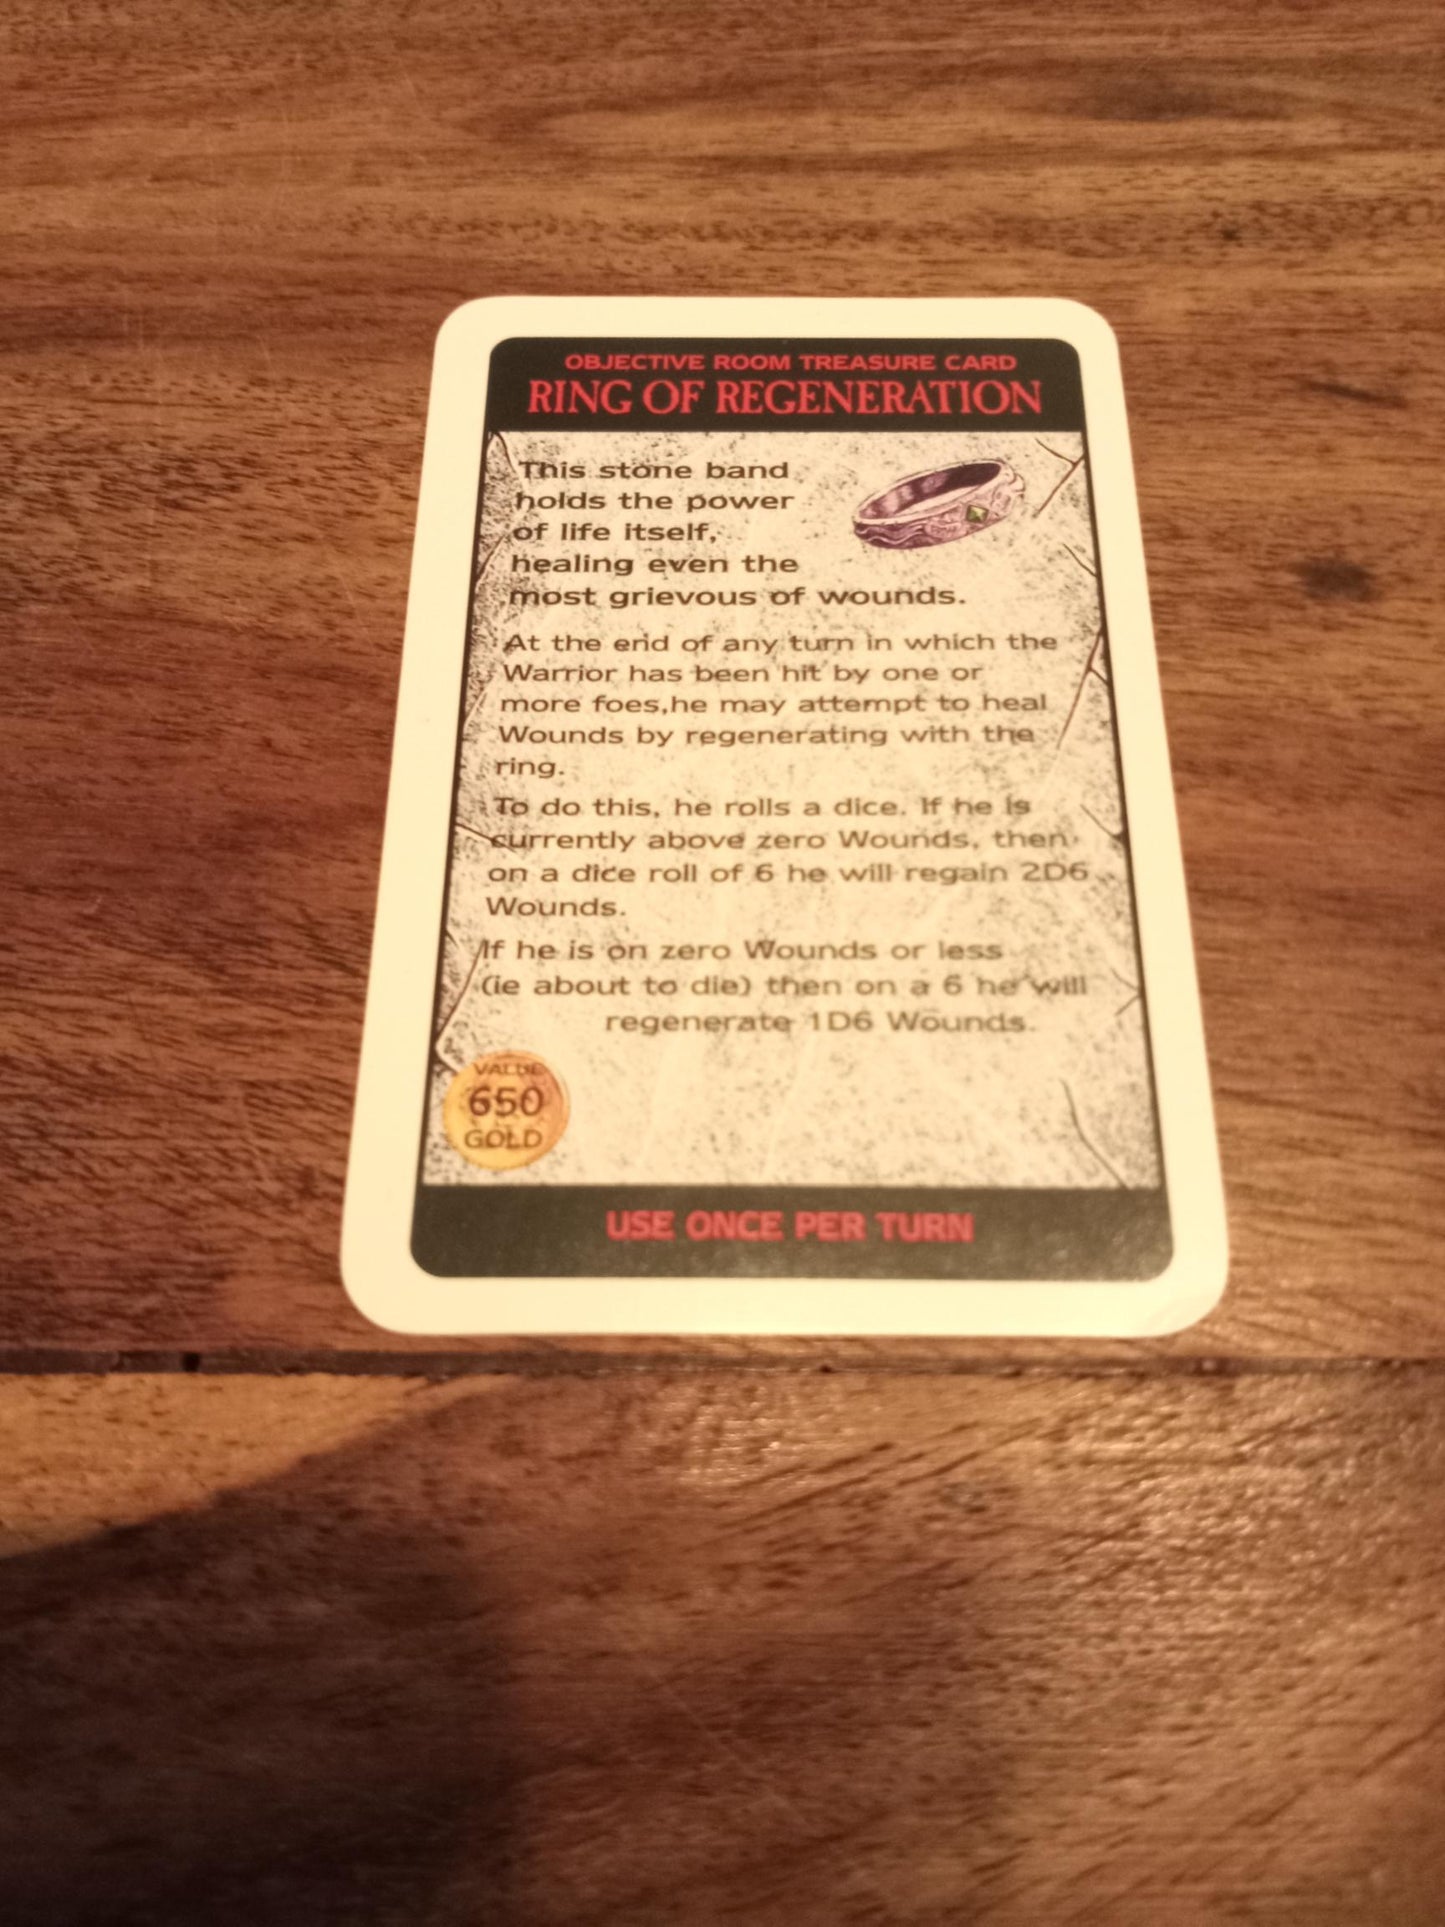 OBJECTIVE ROOM TREASURE CARD
RING OF REGENERATION
This stone band
holds the power
of life itself,
healing even the
most grievous of wounds.
At the end of any turn in which the
Warrior has been hit by one or
more foes,he may attempt to heal
Wounds by regenerating with the
ring.
To do this, he rolls a dice. If he is
currently above zero Wounds, then
on a dice roll of 6 he will regain 2D6
Wounds.
If he is on zero Wounds or less
(ie about to die) then on a 6 he will
regenerate 1D6 Wounds.
VALUE
650
GOLD
USE ONCE PER TURN